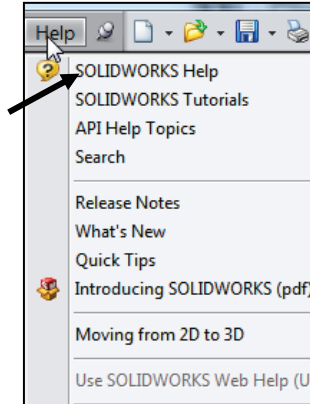 Help
SOLIDWORKS Help
SOLIDWORKS Tutorials
API Help Topics
Search
Release Notes
What's New
Quick Tips
Introducing SOLIDWORKS (pdf)
Moving from 2D to 3D
Use SOLIDWORKS Web Help (U